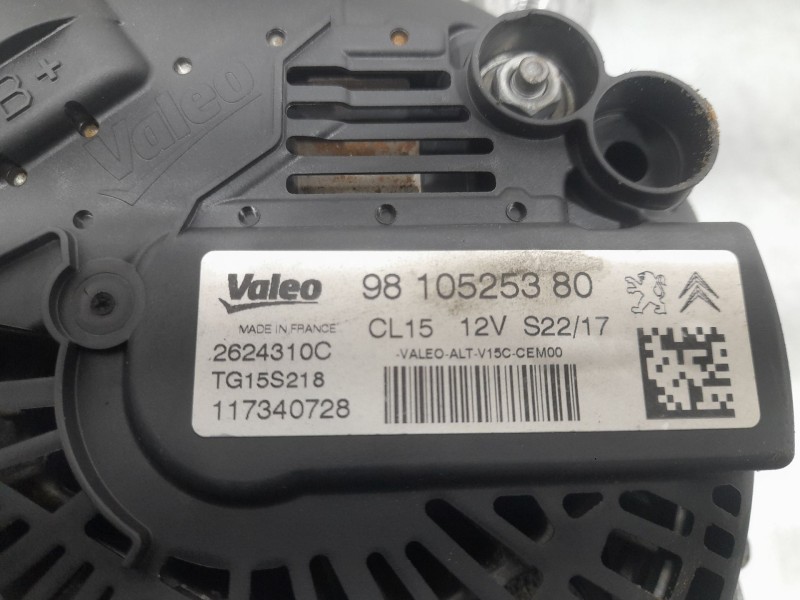 B+
Valeo
Valeo 98 105253 80
MADE IN FRANCE CL15 12V S22/17
2624310C -VALEO-ALT-V15C-CEM00
TG15S218
117340728